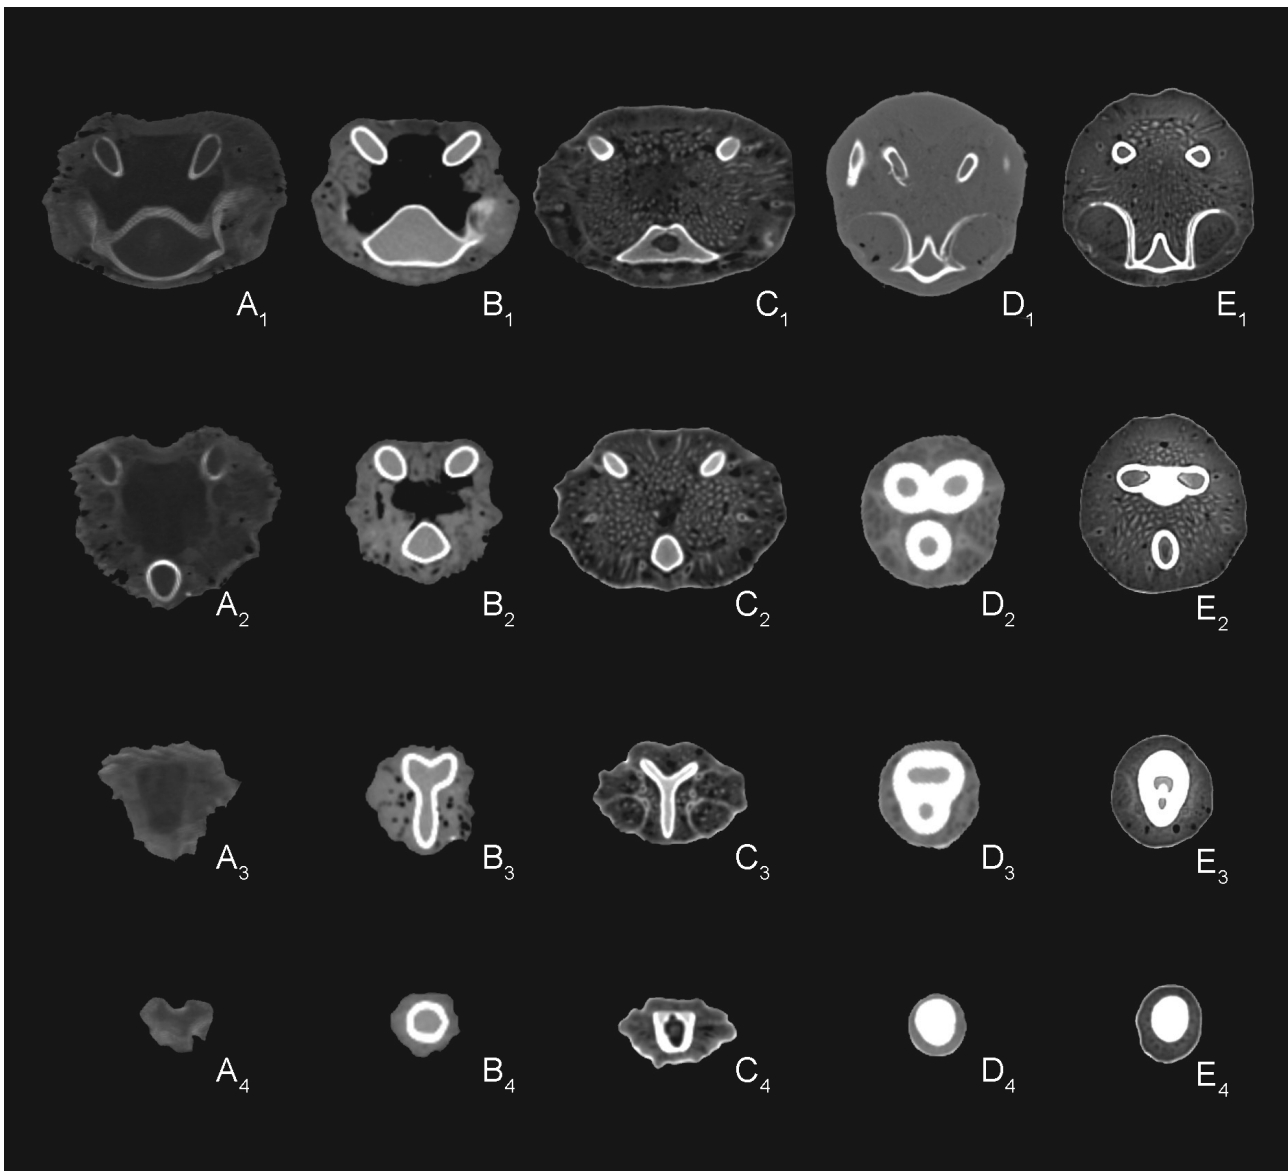 A₁ B₁ C₁ D₁ E₁
A₂ B₂ C₂ D₂ E₂
A₃ B₃ C₃ D₃ E₃
A₄ B₄ C₄ D₄ E₄